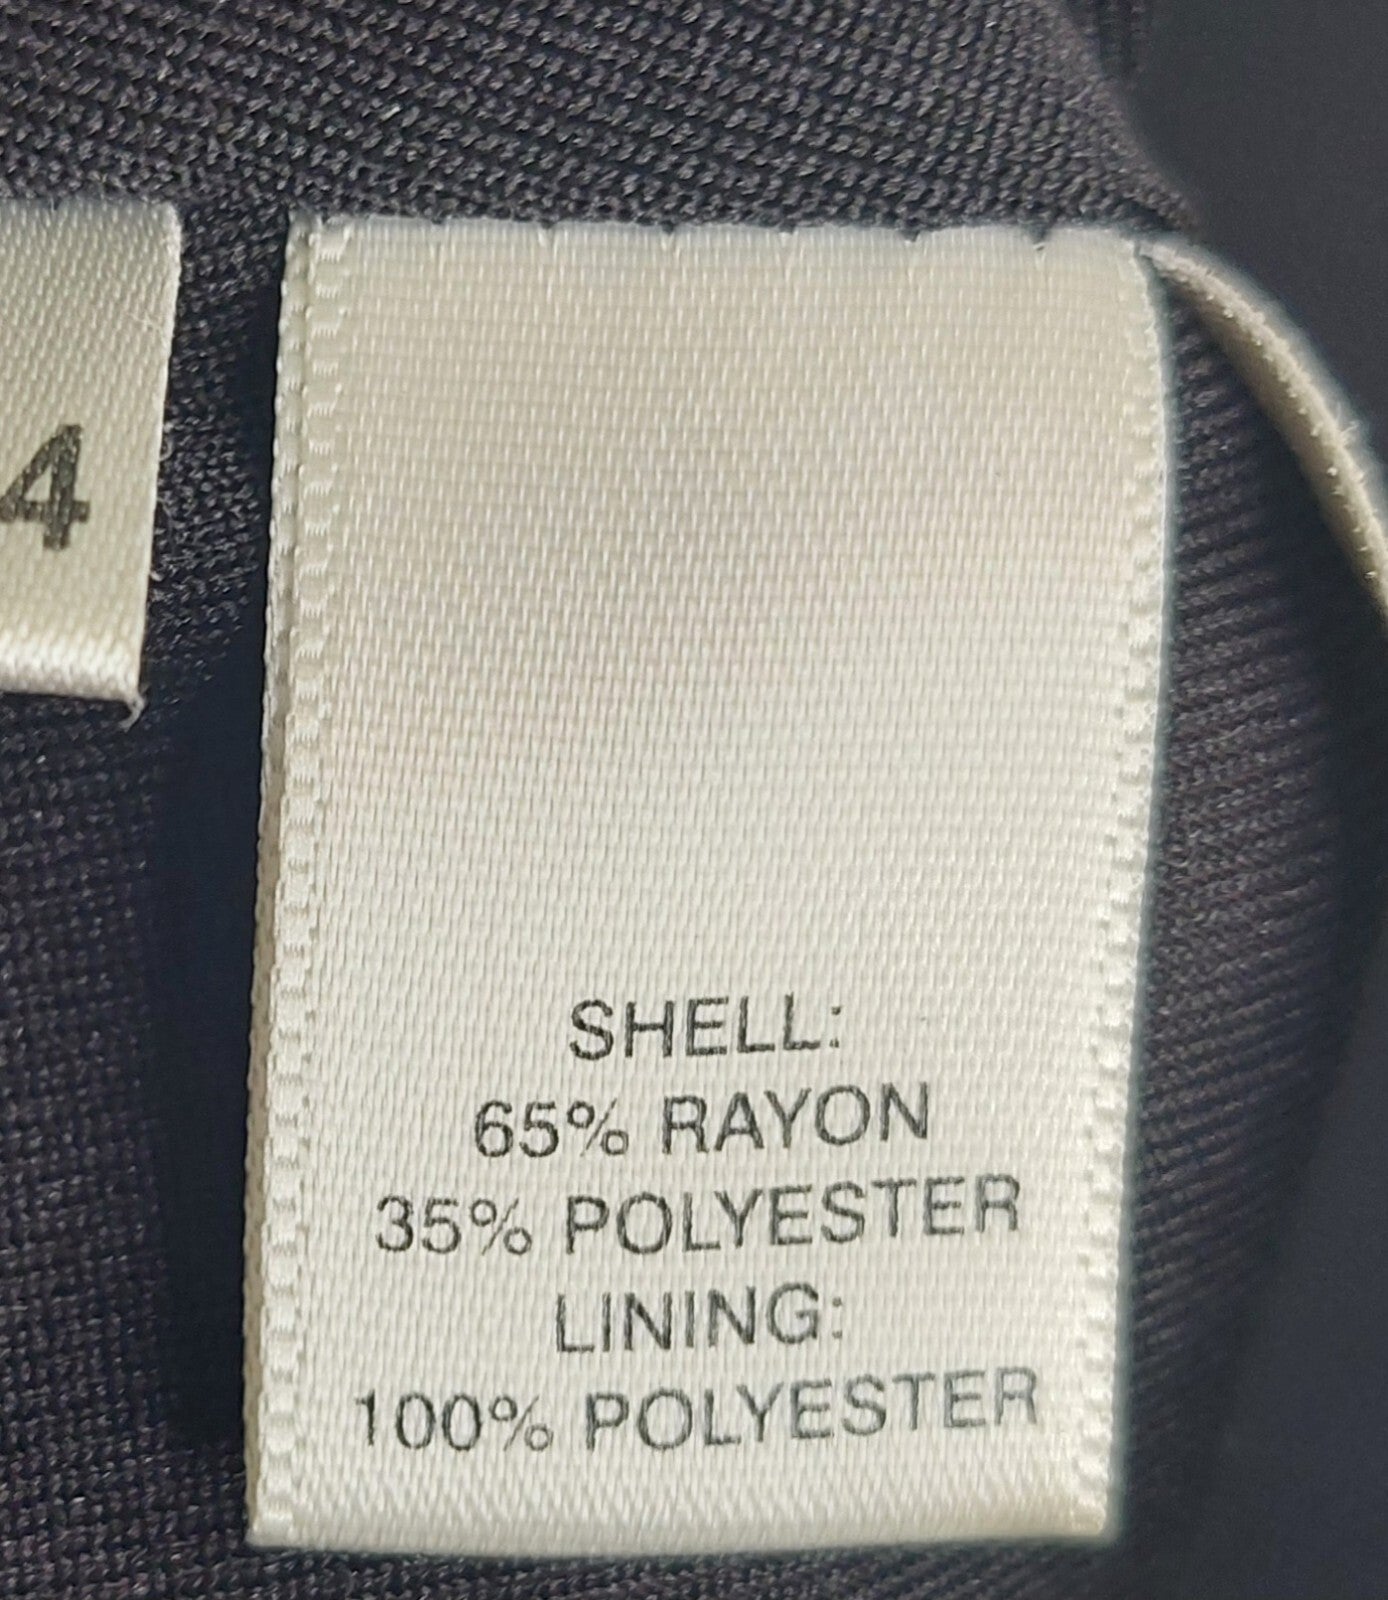 4
SHELL:
65% RAYON
35% POLYESTER
LINING:
100% POLYESTER